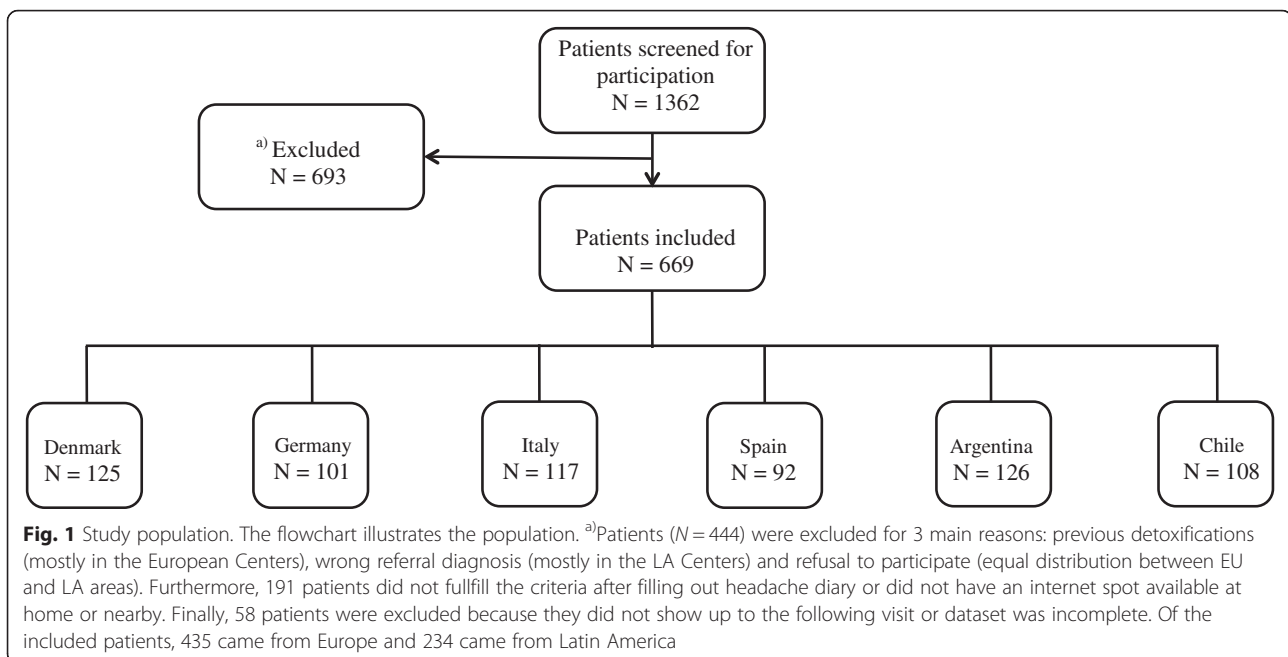 Patients screened for
participation
N = 1362
a) Excluded
N = 693
Patients included
N = 669
Denmark
N = 125
Germany
N = 101
Italy
N = 117
Spain
N = 92
Argentina
N = 126
Chile
N = 108
Fig. 1 Study population. The flowchart illustrates the population. a)Patients (N = 444) were excluded for 3 main reasons: previous detoxifications
(mostly in the European Centers), wrong referral diagnosis (mostly in the LA Centers) and refusal to participate (equal distribution between EU
and LA areas). Furthermore, 191 patients did not fullfill the criteria after filling out headache diary or did not have an internet spot available at
home or nearby. Finally, 58 patients were excluded because they did not show up to the following visit or dataset was incomplete. Of the
included patients, 435 came from Europe and 234 came from Latin America